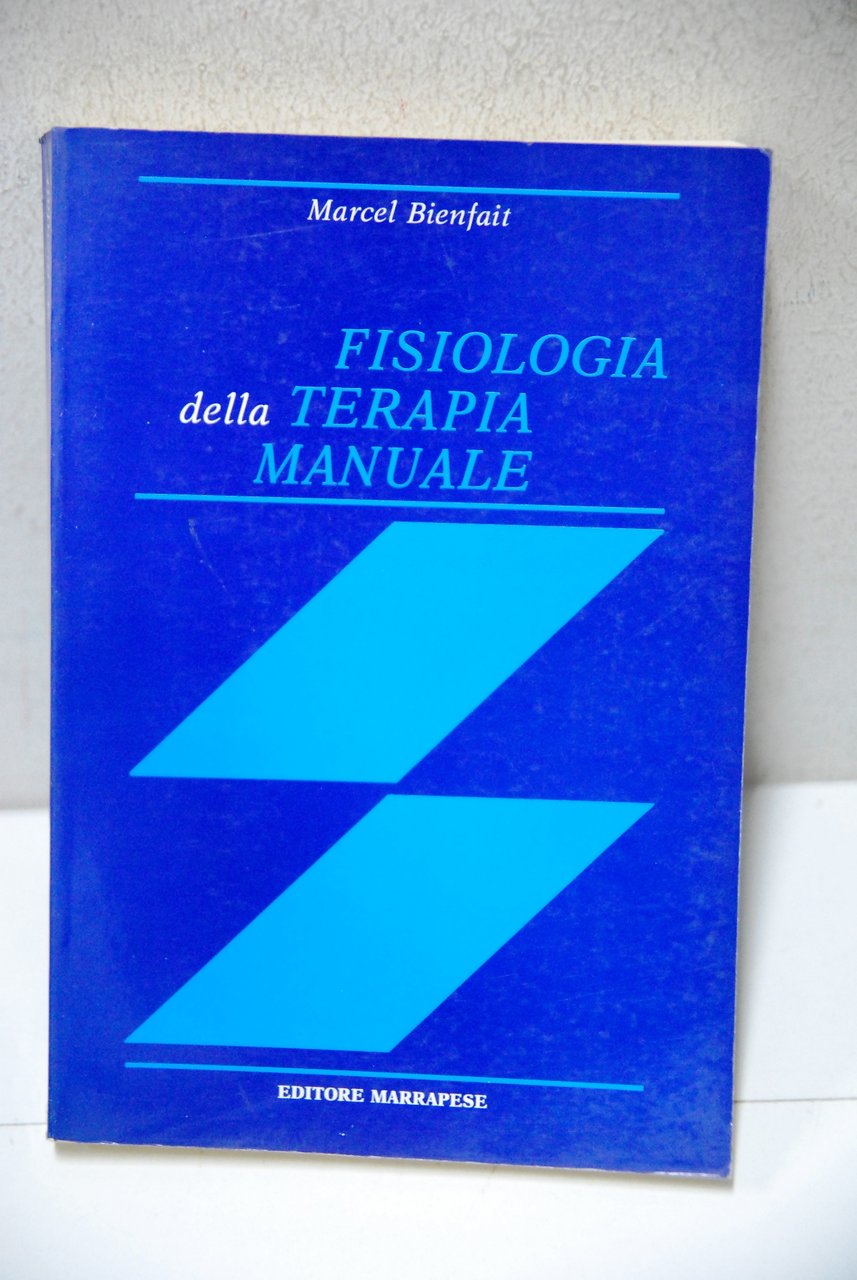 Marcel Bienfait
FISIOLOGIA
della TERAPIA
MANUALE
EDITORE MARRAPESE